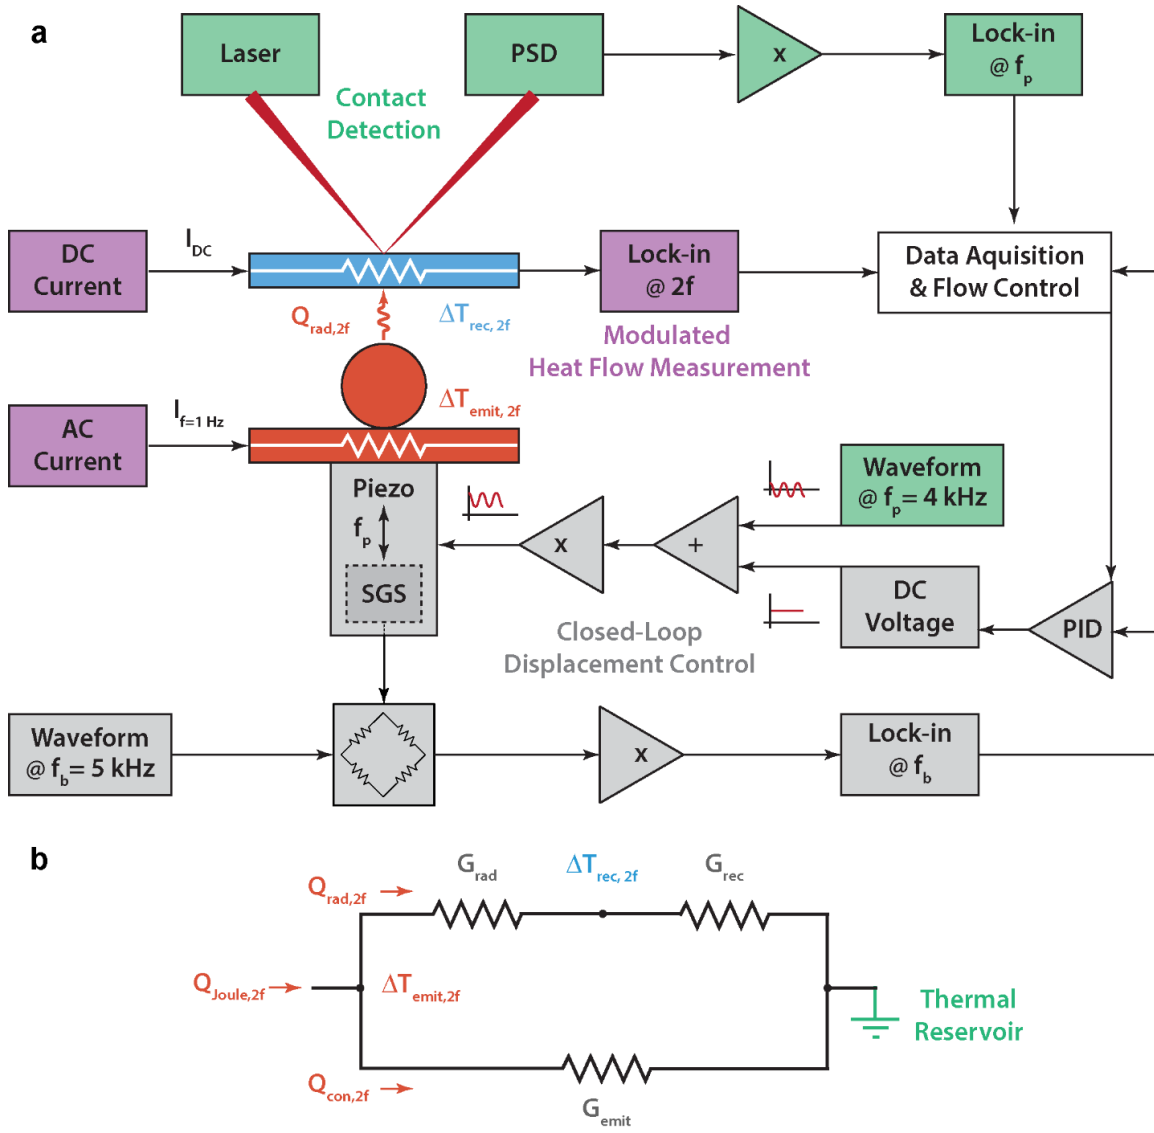 a
Laser
PSD
x
Lock-in
@ fp
Contact
Detection
DC
Current
IDC
Lock-in
@ 2f
Data Aquisition
& Flow Control
Qrad,2f
ΔTrec, 2f
Modulated
Heat Flow Measurement
ΔTemit, 2f
AC
Current
If=1 Hz
Piezo
fp
SGS
x
+
Waveform
@ fp= 4 kHz
DC
Voltage
PID
Closed-Loop
Displacement Control
Waveform
@ fb= 5 kHz
x
Lock-in
@ fb
b
Grad
ΔTrec, 2f
Grec
Qrad,2f
QJoule,2f
ΔTemit,2f
Thermal
Reservoir
Qcon,2f
Gemit